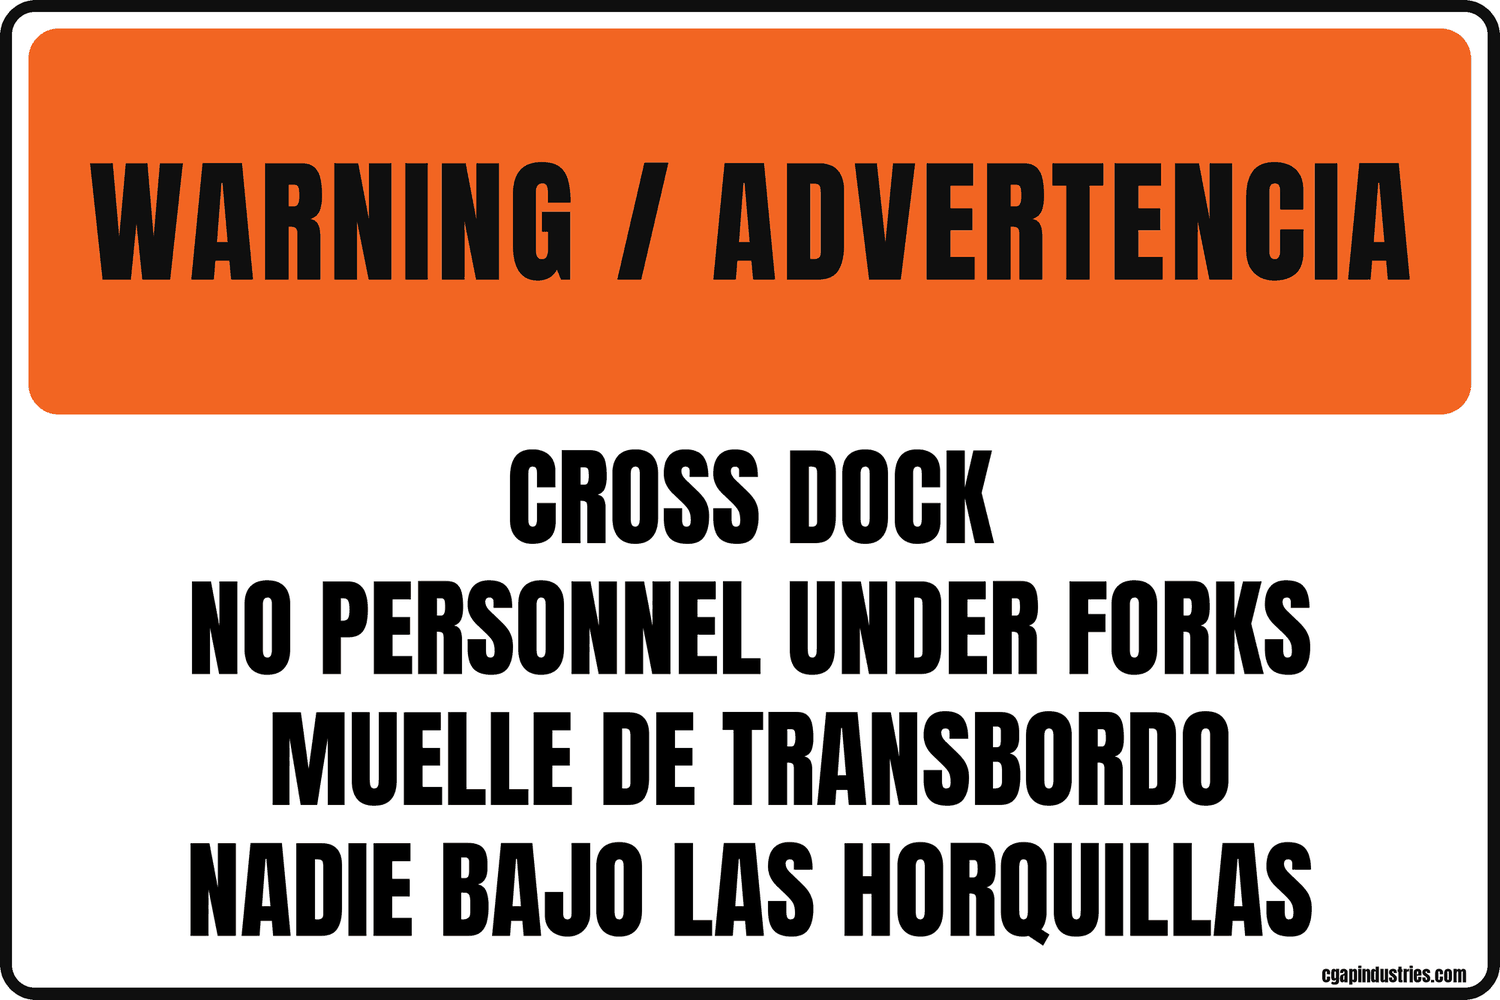 WARNING / ADVERTENCIA
CROSS DOCK
NO PERSONNEL UNDER FORKS
MUELLE DE TRANSBORDO
NADIE BAJO LAS HORQUILLAS
cgapindustries.com